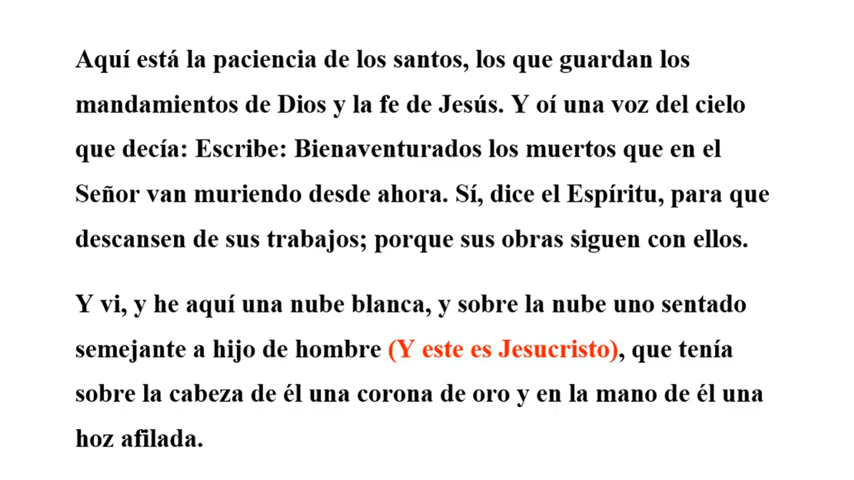 Aquí está la paciencia de los santos, los que guardan los
mandamientos de Dios y la fe de Jesús. Y oí una voz del cielo
que decía: Escribe: Bienaventurados los muertos que en el
Señor van muriendo desde ahora. Sí, dice el Espíritu, para que
descansen de sus trabajos; porque sus obras siguen con ellos.
Y vi, y he aquí una nube blanca, y sobre la nube uno sentado
semejante a hijo de hombre (Y este es Jesucristo), que tenía
sobre la cabeza de él una corona de oro y en la mano de él una
hoz afilada.